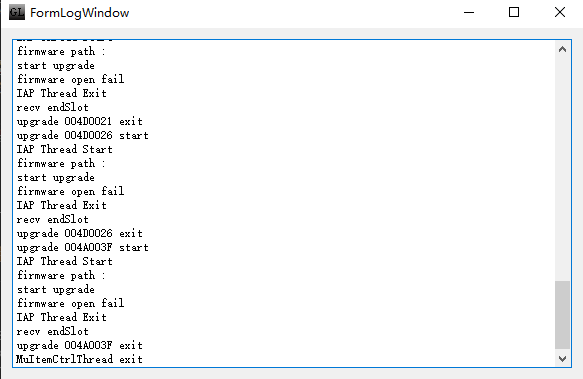 GL FormLogWindow
firmware path :
start upgrade
firmware open fail
IAP Thread Exit
recv endSlot
upgrade 004D0021 exit
upgrade 004D0026 start
IAP Thread Start
firmware path :
start upgrade
firmware open fail
IAP Thread Exit
recv endSlot
upgrade 004D0026 exit
upgrade 004A003F start
IAP Thread Start
firmware path :
start upgrade
firmware open fail
IAP Thread Exit
recv endSlot
upgrade 004A003F exit
MuItemCtrlThread exit